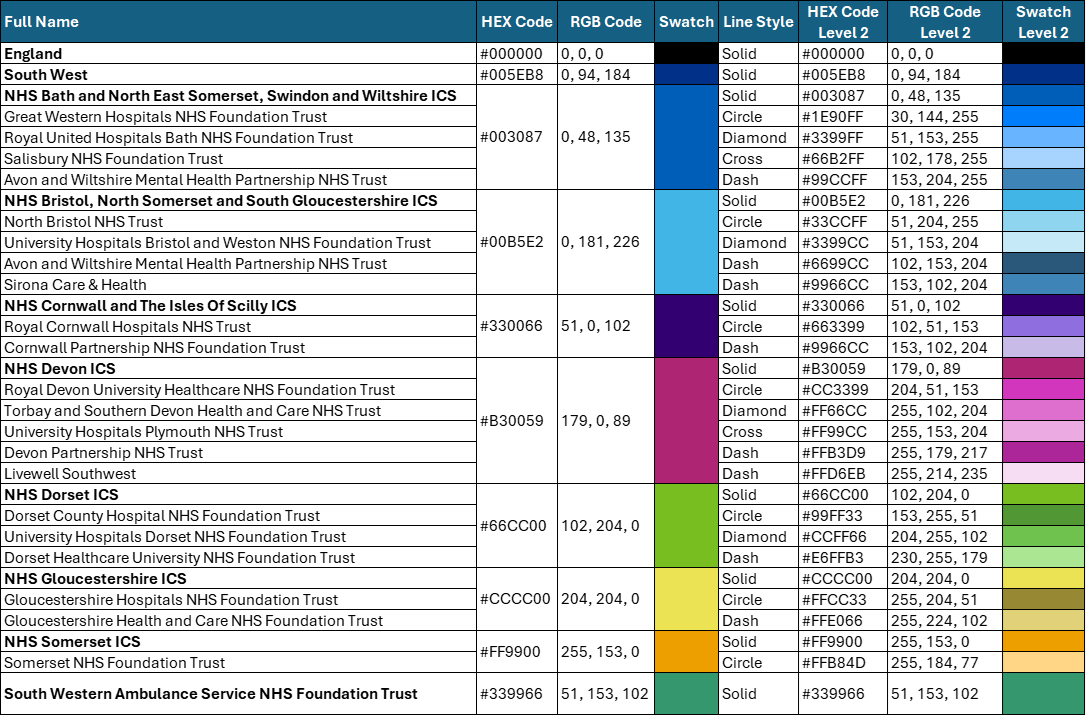 Full Name HEX Code RGB Code Swatch Line Style HEX Code Level 2 RGB Code Level 2 Swatch Level 2
England #000000 0, 0, 0 Solid #000000 0, 0, 0
South West #005EB8 0, 94, 184 Solid #005EB8 0, 94, 184
NHS Bath and North East Somerset, Swindon and Wiltshire ICS #003087 0, 48, 135 Solid #003087 0, 48, 135
Great Western Hospitals NHS Foundation Trust Circle #1E90FF 30, 144, 255
Royal United Hospitals Bath NHS Foundation Trust Diamond #3399FF 51, 153, 255
Salisbury NHS Foundation Trust Cross #66B2FF 102, 178, 255
Avon and Wiltshire Mental Health Partnership NHS Trust Dash #99CCFF 153, 204, 255
NHS Bristol, North Somerset and South Gloucestershire ICS #00B5E2 0, 181, 226 Solid #00B5E2 0, 181, 226
North Bristol NHS Trust Circle #33CCFF 51, 204, 255
University Hospitals Bristol and Weston NHS Foundation Trust Diamond #3399CC 51, 153, 204
Avon and Wiltshire Mental Health Partnership NHS Trust Dash #6699CC 102, 153, 204
Sirona Care & Health Dash #9966CC 153, 102, 204
NHS Cornwall and The Isles Of Scilly ICS #330066 51, 0, 102 Solid #330066 51, 0, 102
Royal Cornwall Hospitals NHS Trust Circle #663399 102, 51, 153
Cornwall Partnership NHS Foundation Trust Dash #9966CC 153, 102, 204
NHS Devon ICS #B30059 179, 0, 89 Solid #B30059 179, 0, 89
Royal Devon University Healthcare NHS Foundation Trust Circle #CC3399 204, 51, 153
Torbay and Southern Devon Health and Care NHS Trust Diamond #FF66CC 255, 102, 204
University Hospitals Plymouth NHS Trust Cross #FF99CC 255, 153, 204
Devon Partnership NHS Trust Dash #FFB3D9 255, 179, 217
Livewell Southwest Dash #FFD6EB 255, 214, 235
NHS Dorset ICS #66CC00 102, 204, 0 Solid #66CC00 102, 204, 0
Dorset County Hospital NHS Foundation Trust Circle #99FF33 153, 255, 51
University Hospitals Dorset NHS Foundation Trust Diamond #CCFF66 204, 255, 102
Dorset Healthcare University NHS Foundation Trust Dash #E6FFB3 230, 255, 179
NHS Gloucestershire ICS #CCCC00 204, 204, 0 Solid #CCCC00 204, 204, 0
Gloucestershire Hospitals NHS Foundation Trust Circle #FFCC33 255, 204, 51
Gloucestershire Health and Care NHS Foundation Trust Dash #FFE066 255, 224, 102
NHS Somerset ICS #FF9900 255, 153, 0 Solid #FF9900 255, 153, 0
Somerset NHS Foundation Trust Circle #FFB84D 255, 184, 77
South Western Ambulance Service NHS Foundation Trust #339966 51, 153, 102 Solid #339966 51, 153, 102